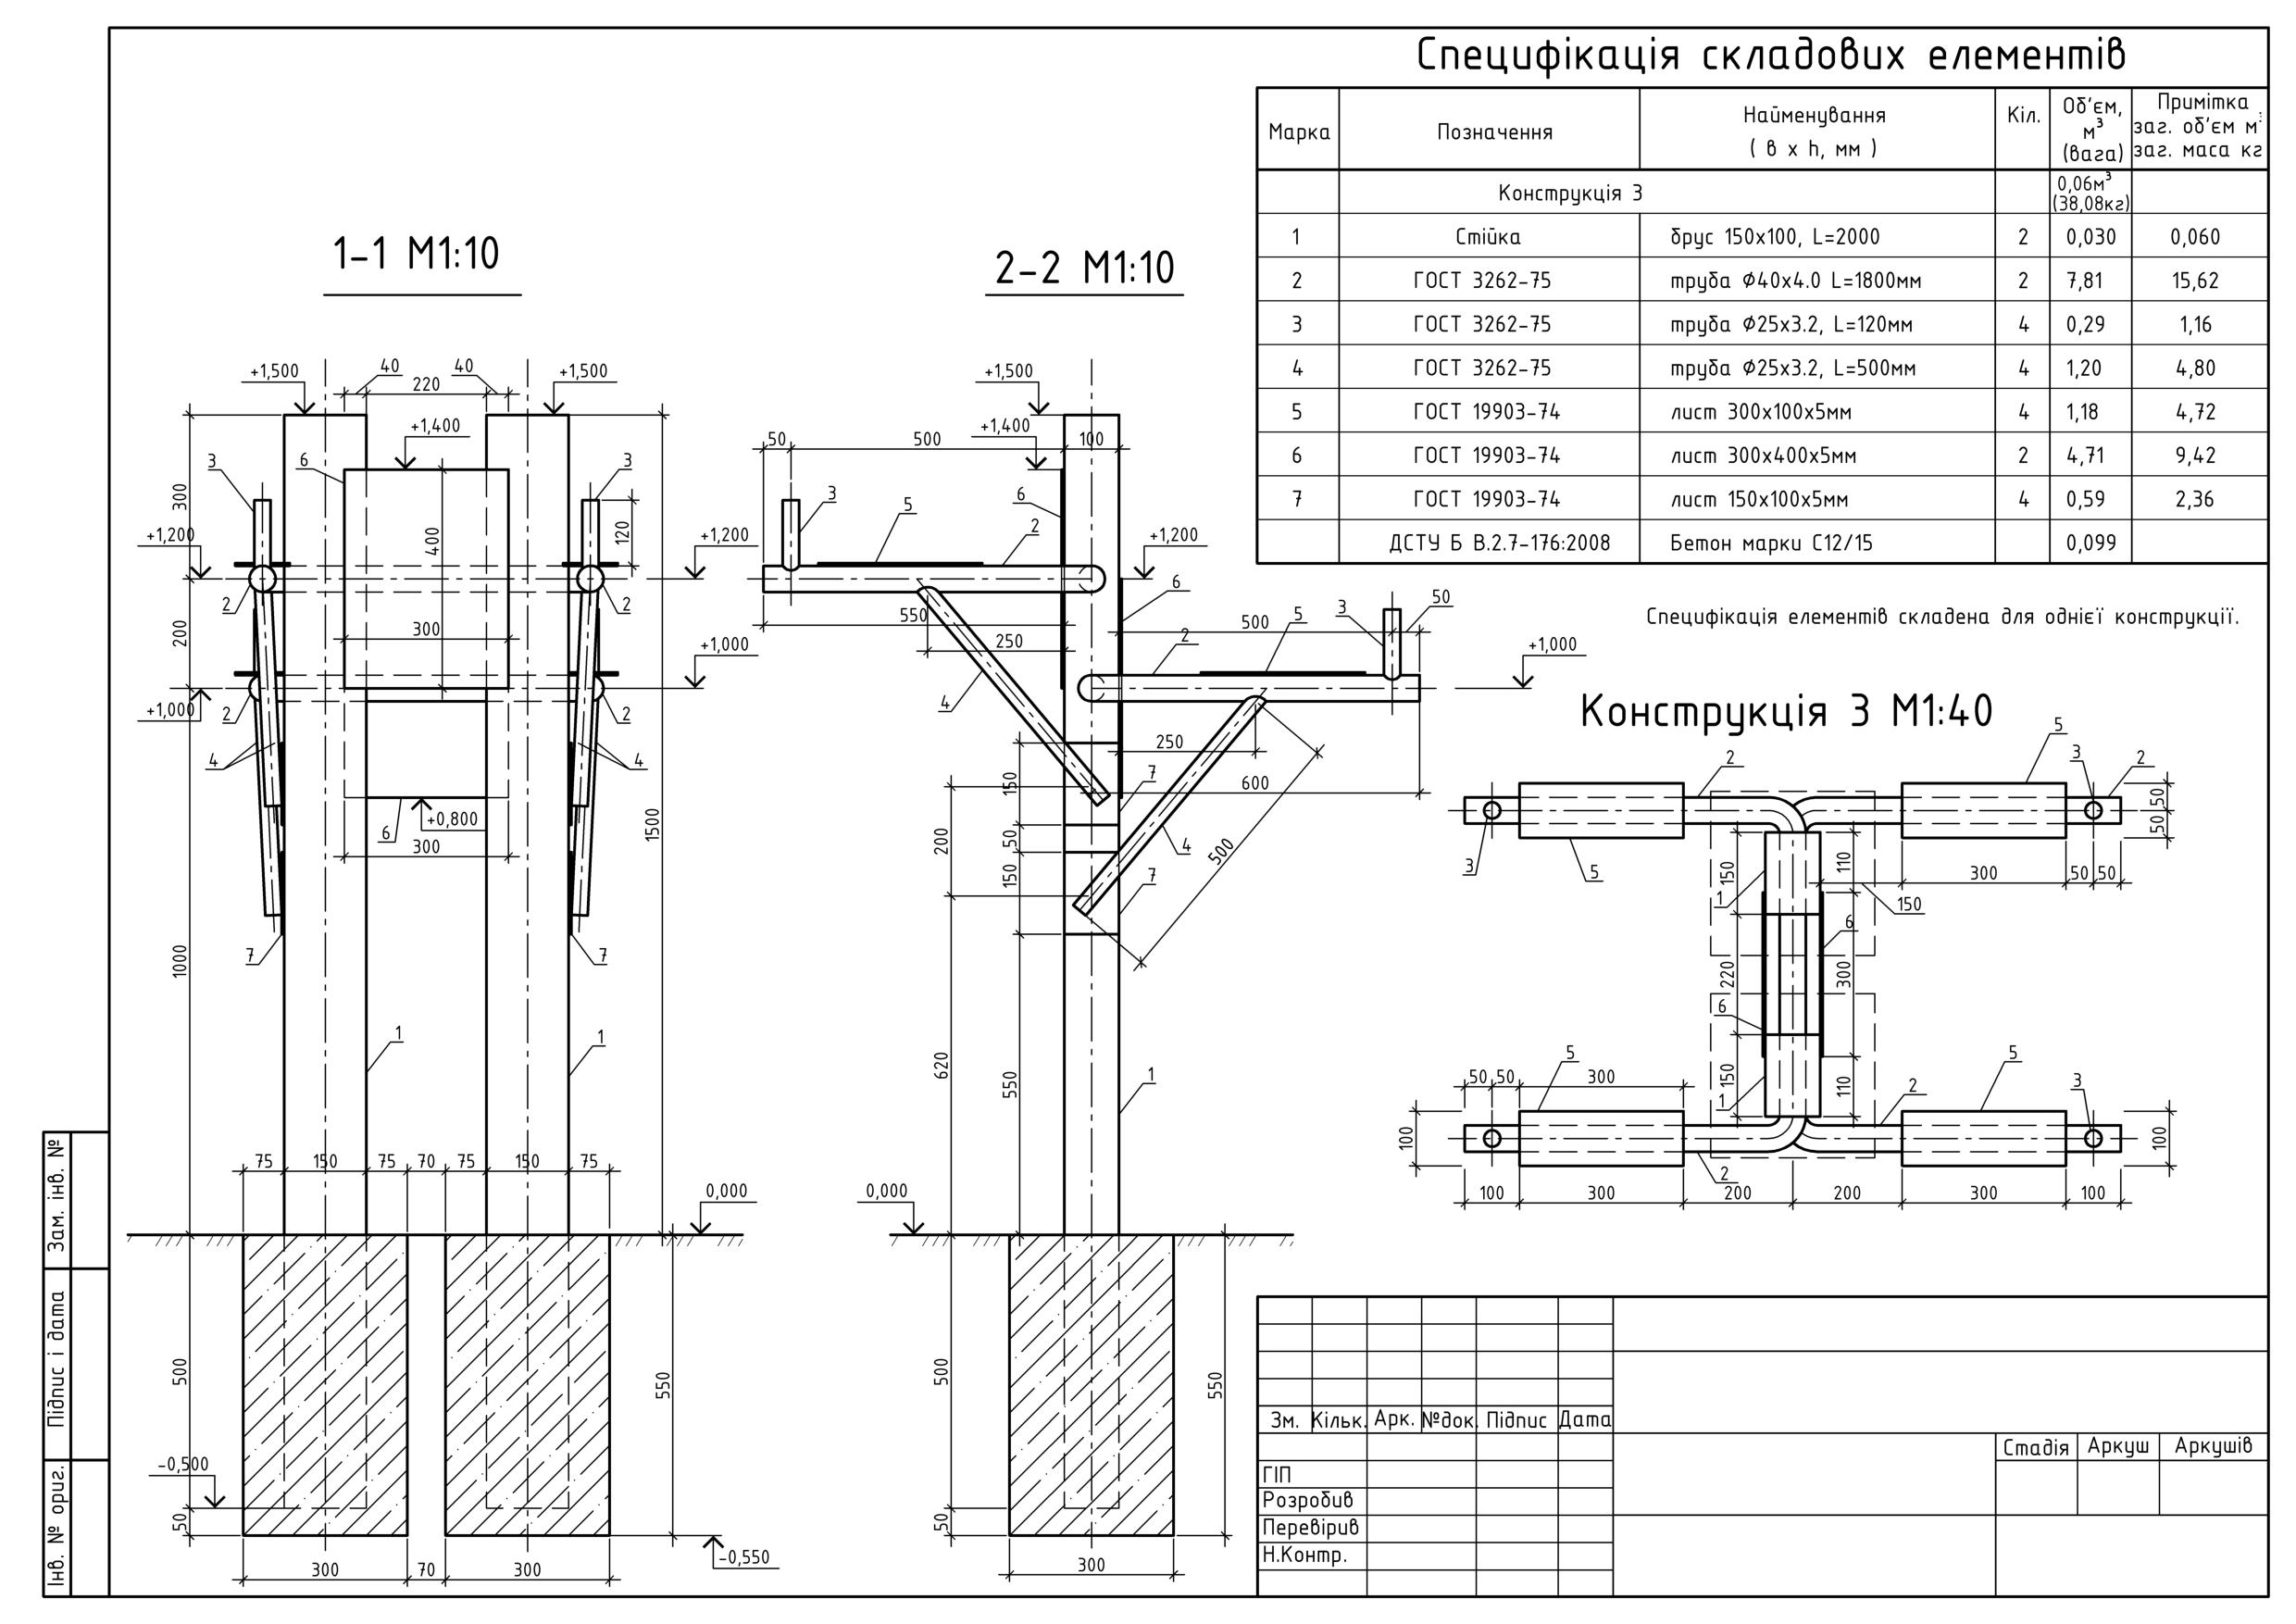 Специфікація складових елементів
Марка Позначення Найменування ( в х h, мм ) Кіл. Об'єм, м³ (вага) Примітка заг. об'єм м³ заг. маса кг
Конструкція 3 0,06м³ (38,08кг)
1 Стійка брус 150х100, L=2000 2 0,030 0,060
2 ГОСТ 3262-75 труба Ф40х4.0 L=1800мм 2 7,81 15,62
3 ГОСТ 3262-75 труба Ф25х3.2, L=120мм 4 0,29 1,16
4 ГОСТ 3262-75 труба Ф25х3.2, L=500мм 4 1,20 4,80
5 ГОСТ 19903-74 лист 300х100х5мм 4 1,18 4,72
6 ГОСТ 19903-74 лист 300х400х5мм 2 4,71 9,42
7 ГОСТ 19903-74 лист 150х100х5мм 4 0,59 2,36
ДСТУ Б В.2.7-176:2008 Бетон марки С12/15 0,099
Специфікація елементів складена для однієї конструкції.
1-1 М1:10
+1,500 40 220 40 +1,500
+1,400
3 6 3
300 400 120
+1,200 +1,200
2 2
200 300
+1,000 +1,000
2 2
4 4
6 +0,800
300
1500
7 7
1000
1 1
75 150 75 70 75 150 75
0,000
500 550
-0,500
50
-0,550
300 70 300
2-2 М1:10
+1,500
+1,400
50 500 100
3 5 6 2
+1,200
6
550 250
500 5 3 50
2
+1,000
4
250
150 7 600
200 50 4 500
150 7
620 550
1
0,000
500 550
50
300
Конструкція 3 М1:40
5
2 3 2
50 50
3 5
150 110 300 50 50
1 150
6
220 300
6
5 5
50 50 300 150 110 2 3
1
100 100
2
100 300 200 200 300 100
Зм. Кільк. Арк. №док. Підпис Дата
Стадія Аркуш Аркушів
ГІП
Розробив
Перевірив
Н.Контр.
Зам. інв. №
Підпис і дата
Інв. № ориг.